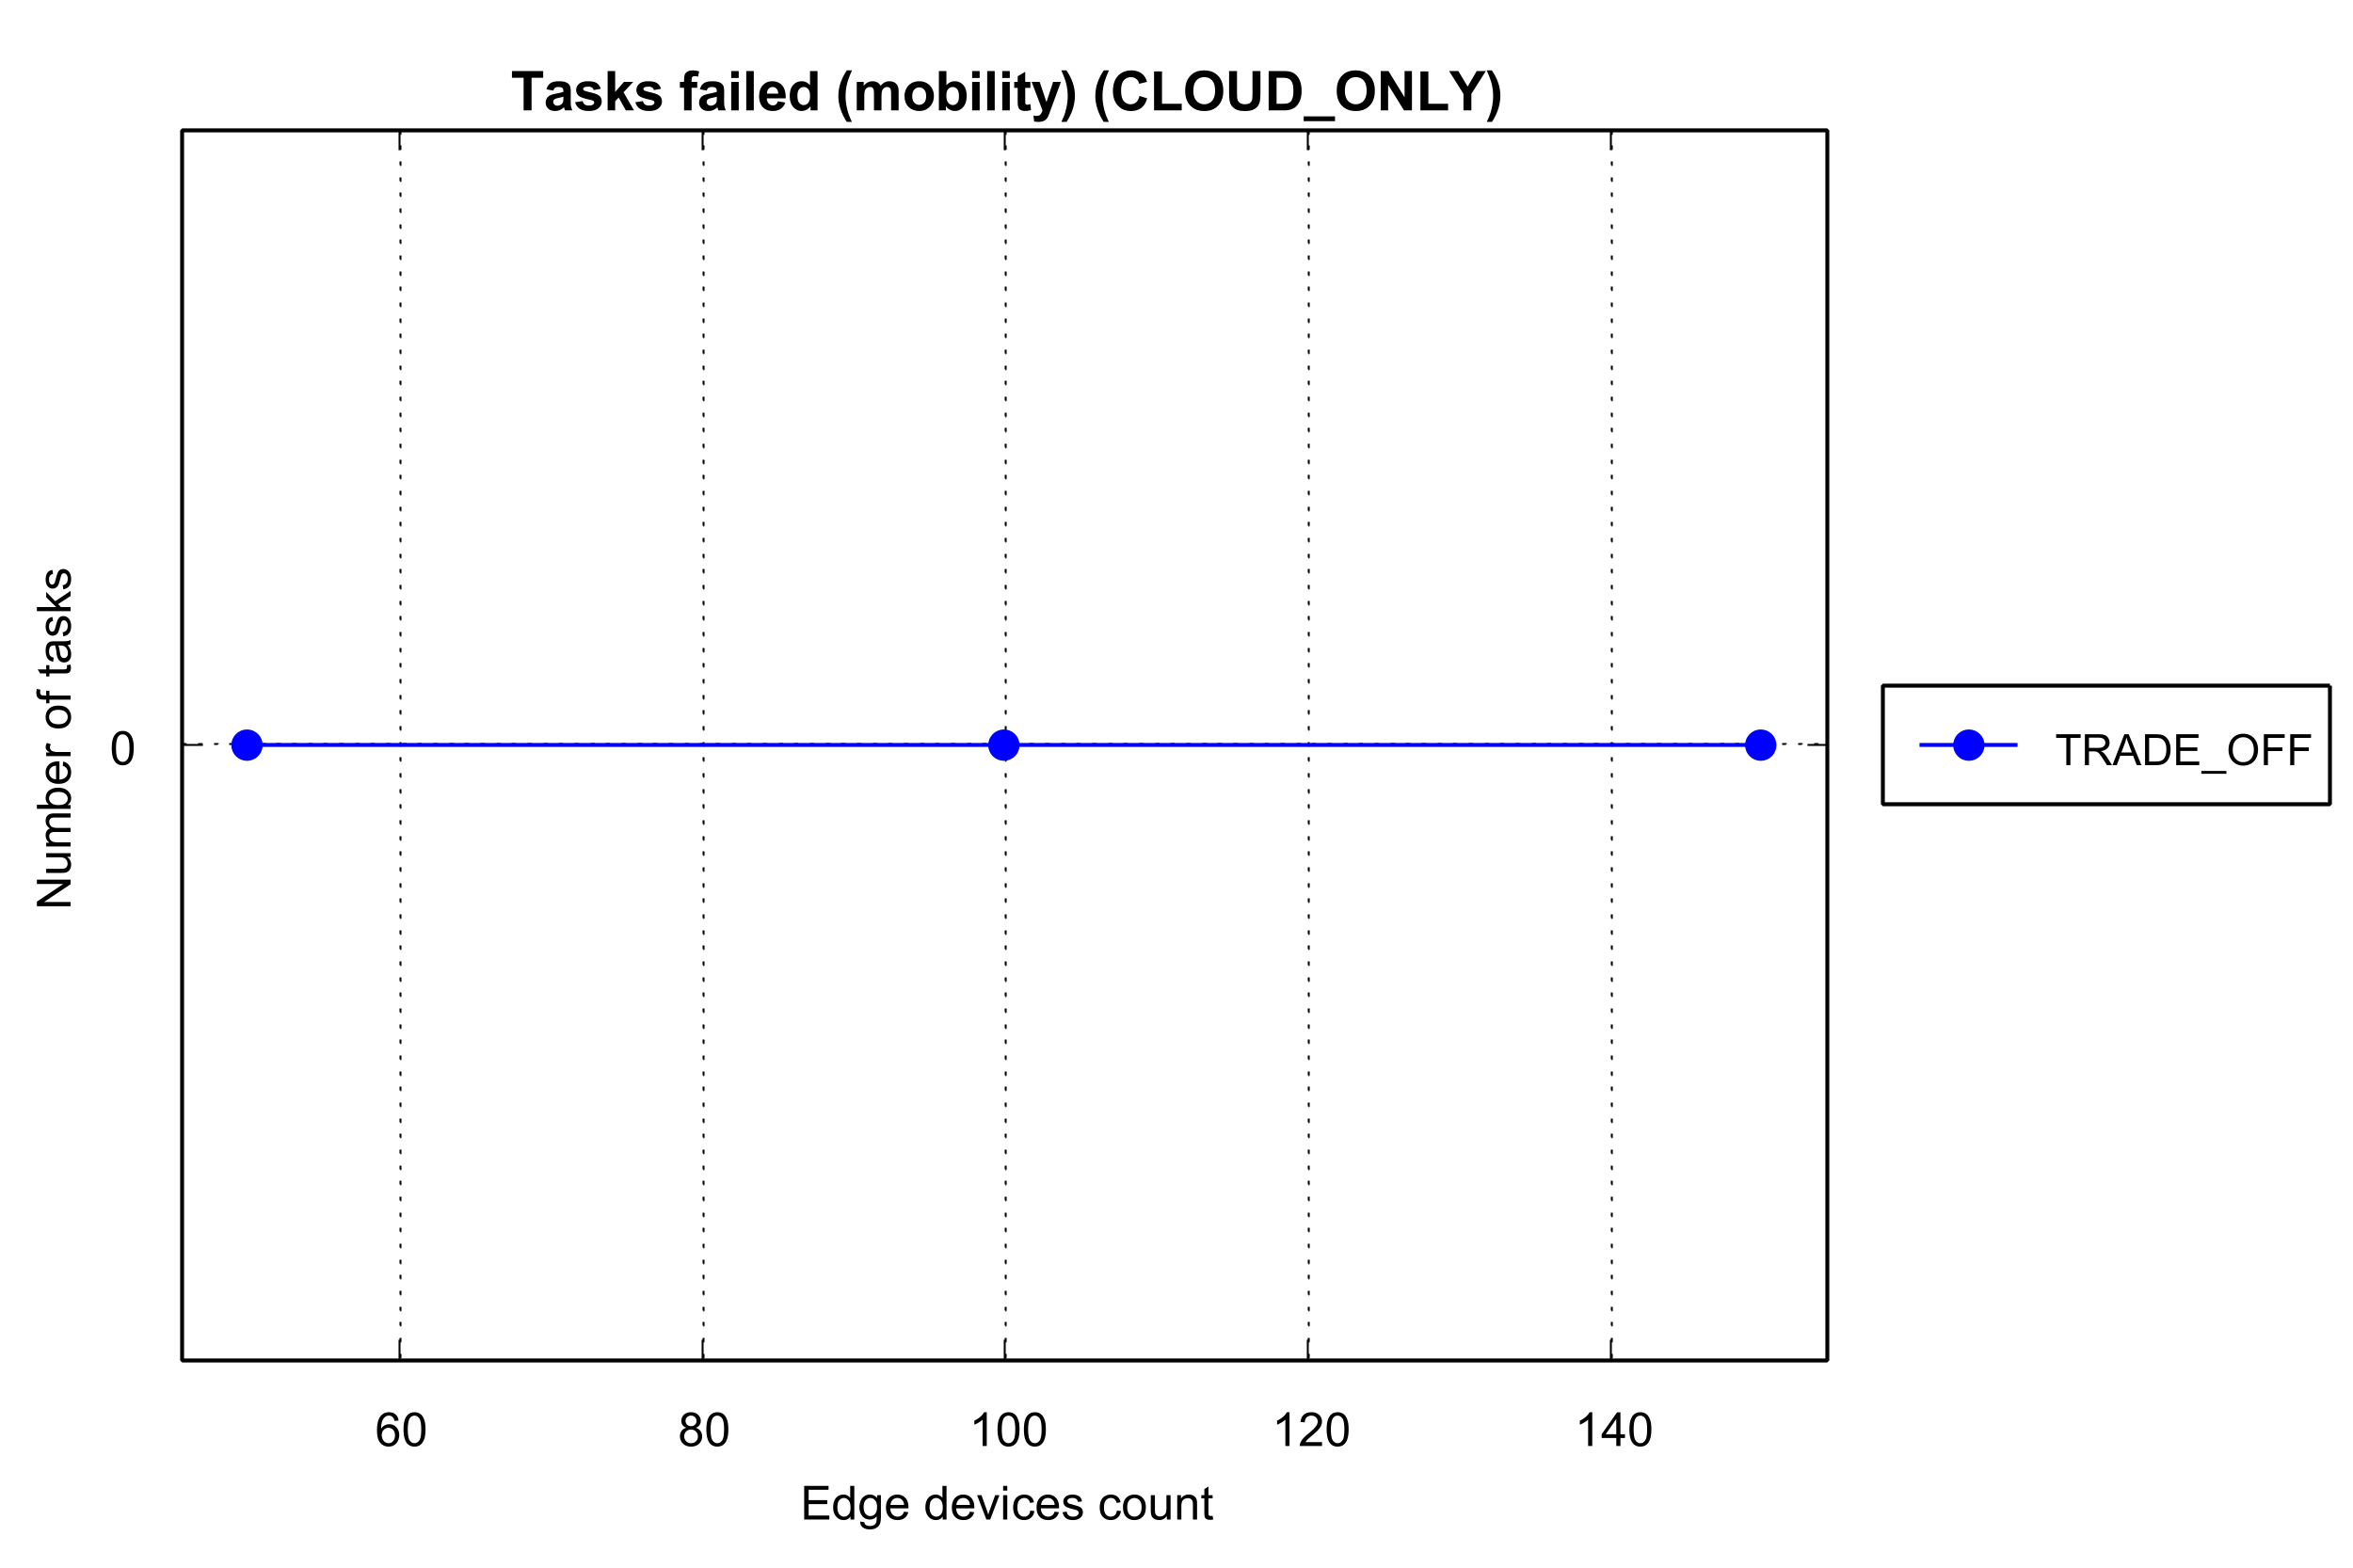 Tasks failed (mobility) (CLOUD_ONLY)
Number of tasks
0
TRADE_OFF
60 80 100 120 140
Edge devices count